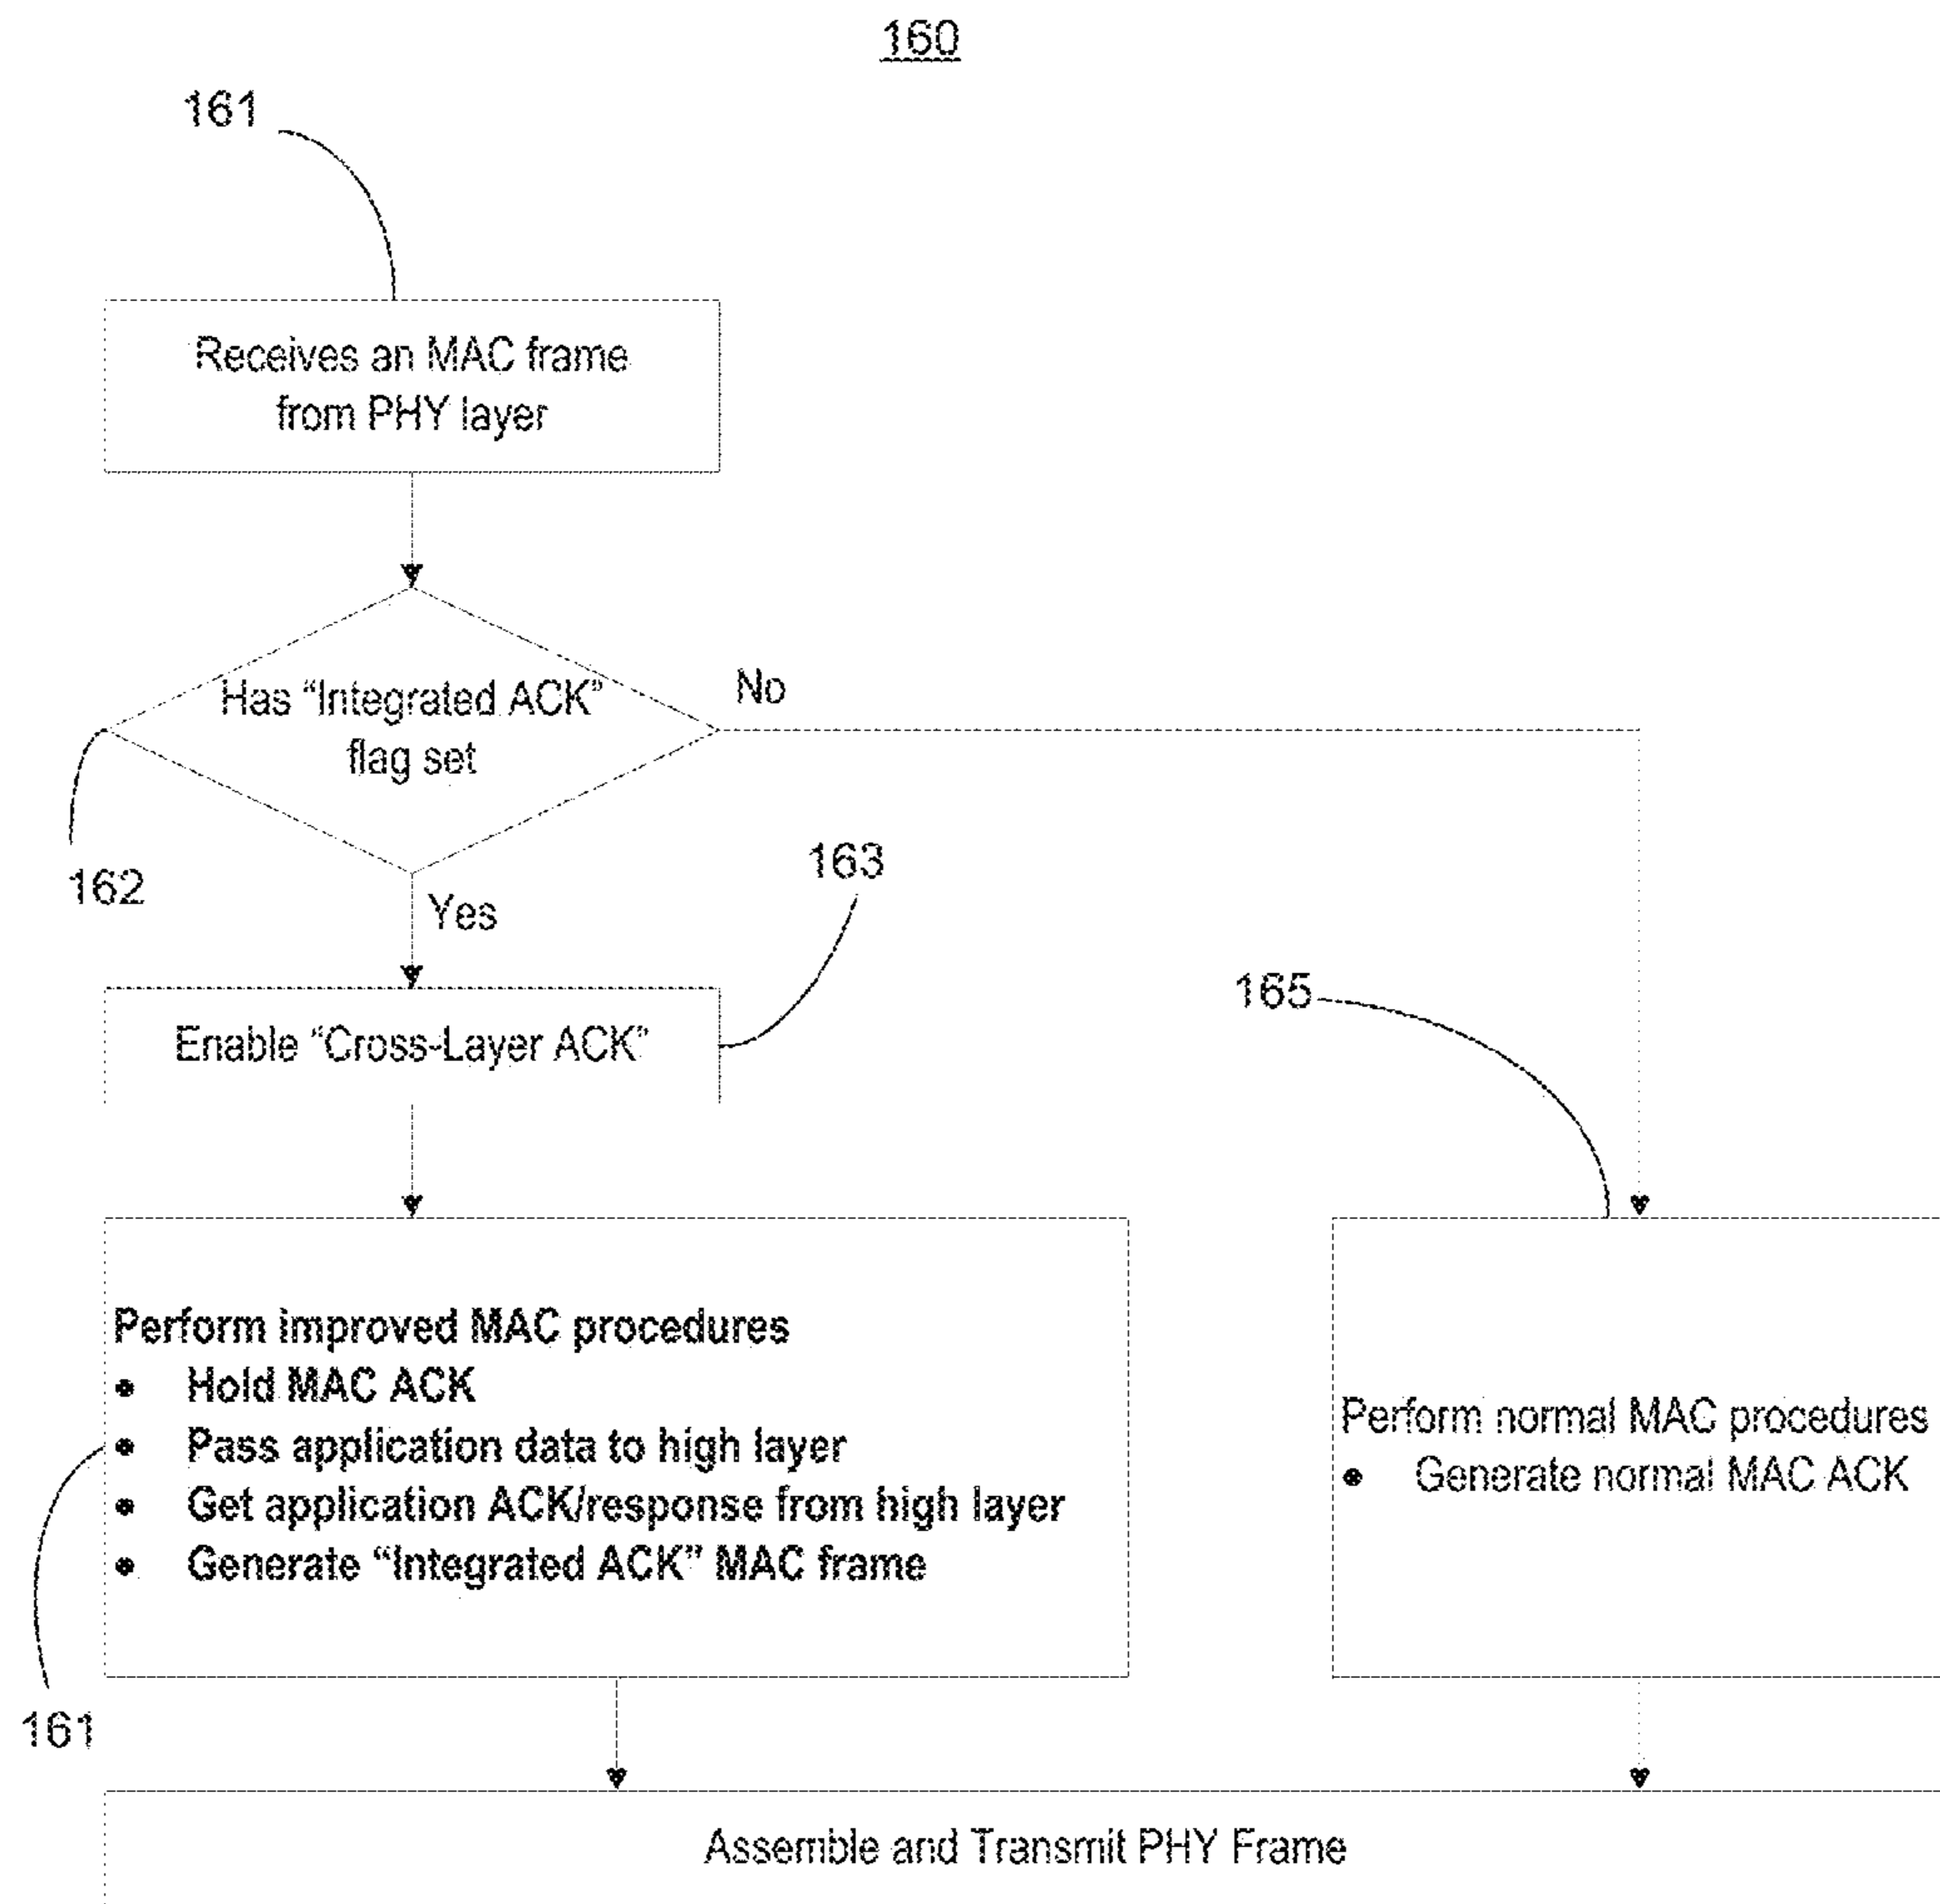 160
161
Receives an MAC frame
from PHY layer
Has “Integrated ACK”
flag set
No
162
Yes
163
Enable “Cross-Layer ACK”
165
Perform improved MAC procedures
• Hold MAC ACK
• Pass application data to high layer
• Get application ACK/response from high layer
• Generate “Integrated ACK” MAC frame
161
Perform normal MAC procedures
• Generate normal MAC ACK
Assemble and Transmit PHY Frame